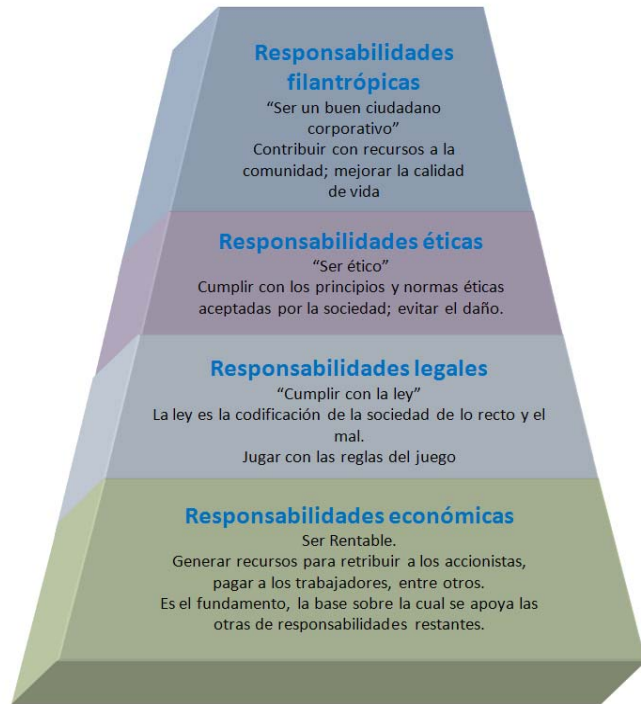 Responsabilidades
filantrópicas
“Ser un buen ciudadano
corporativo”
Contribuir con recursos a la
comunidad; mejorar la calidad
de vida
Responsabilidades éticas
“Ser ético”
Cumplir con los principios y normas éticas
aceptadas por la sociedad; evitar el daño.
Responsabilidades legales
“Cumplir con la ley”
La ley es la codificación de la sociedad de lo recto y el
mal.
Jugar con las reglas del juego
Responsabilidades económicas
Ser Rentable.
Generar recursos para retribuir a los accionistas,
pagar a los trabajadores, entre otros.
Es el fundamento, la base sobre la cual se apoya las
otras de responsabilidades restantes.